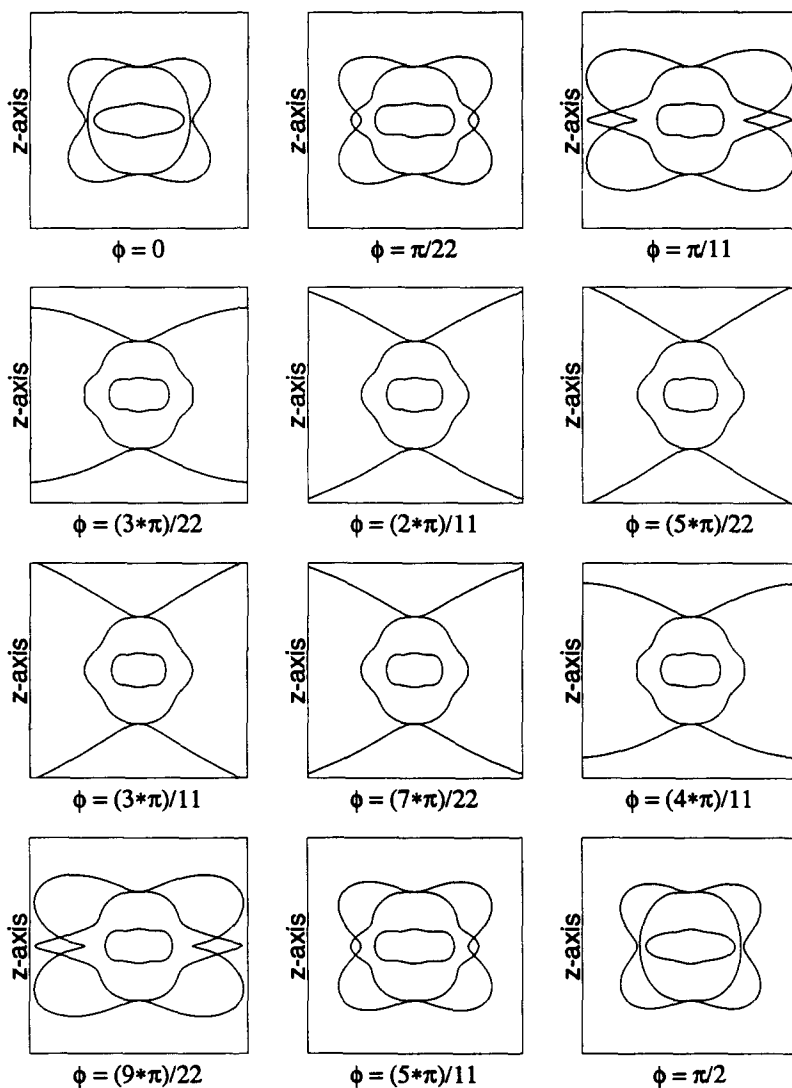 z-axis
z-axis
z-axis
ϕ = 0
ϕ = π/22
ϕ = π/11
z-axis
z-axis
z-axis
ϕ = (3*π)/22
ϕ = (2*π)/11
ϕ = (5*π)/22
z-axis
z-axis
z-axis
ϕ = (3*π)/11
ϕ = (7*π)/22
ϕ = (4*π)/11
z-axis
z-axis
z-axis
ϕ = (9*π)/22
ϕ = (5*π)/11
ϕ = π/2